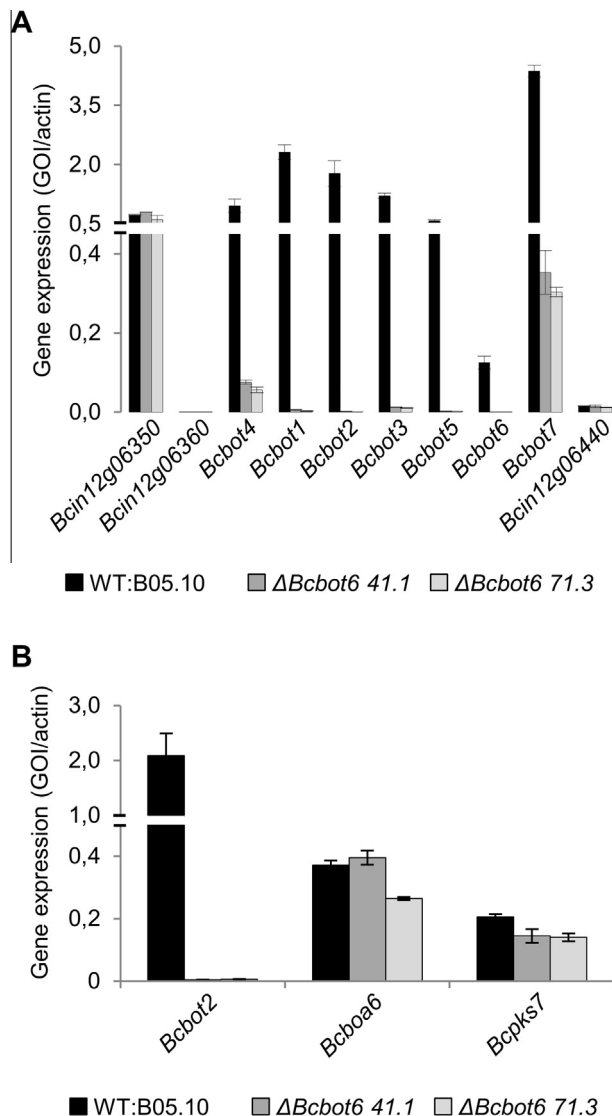 A
Gene expression (GOI/actin)
5,0
3,5
2,0
0,5
0,4
0,2
0,0
Bcin12g06350
Bcin12g06360
Bcbot4
Bcbot1
Bcbot2
Bcbot3
Bcbot5
Bcbot6
Bcbot7
Bcin12g06440
WT:B05.10 ΔBcbot6 41.1 ΔBcbot6 71.3
B
Gene expression (GOI/actin)
3,0
2,0
1,0
0,4
0,2
0
Bcbot2
Bcboa6
Bcpks7
WT:B05.10 ΔBcbot6 41.1 ΔBcbot6 71.3